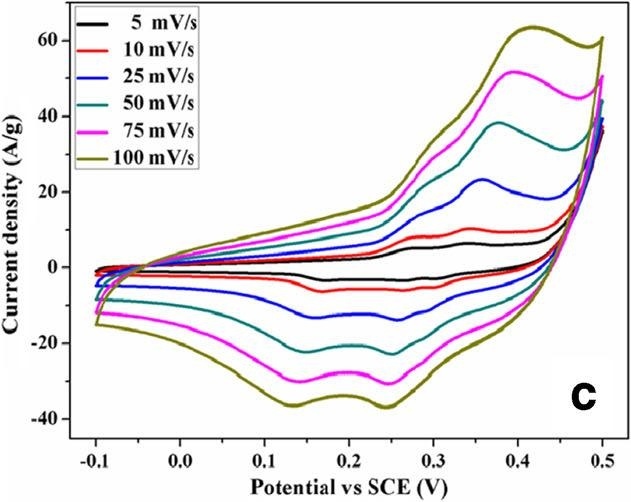 5 mV/s
10 mV/s
25 mV/s
50 mV/s
75 mV/s
100 mV/s
Current density (A/g)
60
40
20
0
-20
-40
C
-0.1 0.0 0.1 0.2 0.3 0.4 0.5
Potential vs SCE (V)